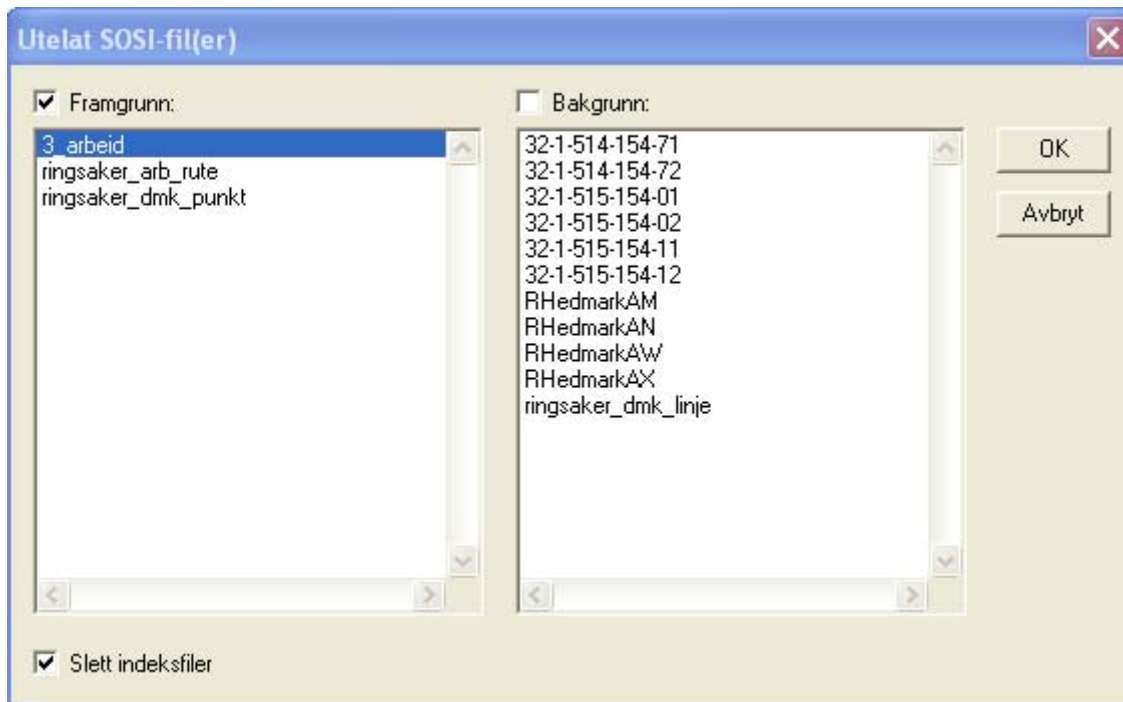 Utelat SOSI-fil(er)
Framgrunn:
3_arbeid
ringsaker_arb_rute
ringsaker_dmk_punkt
Bakgrunn:
32-1-514-154-71
32-1-514-154-72
32-1-515-154-01
32-1-515-154-02
32-1-515-154-11
32-1-515-154-12
RHedmarkAM
RHedmarkAN
RHedmarkAW
RHedmarkAX
ringsaker_dmk_linje
OK
Avbryt
Slett indeksfiler